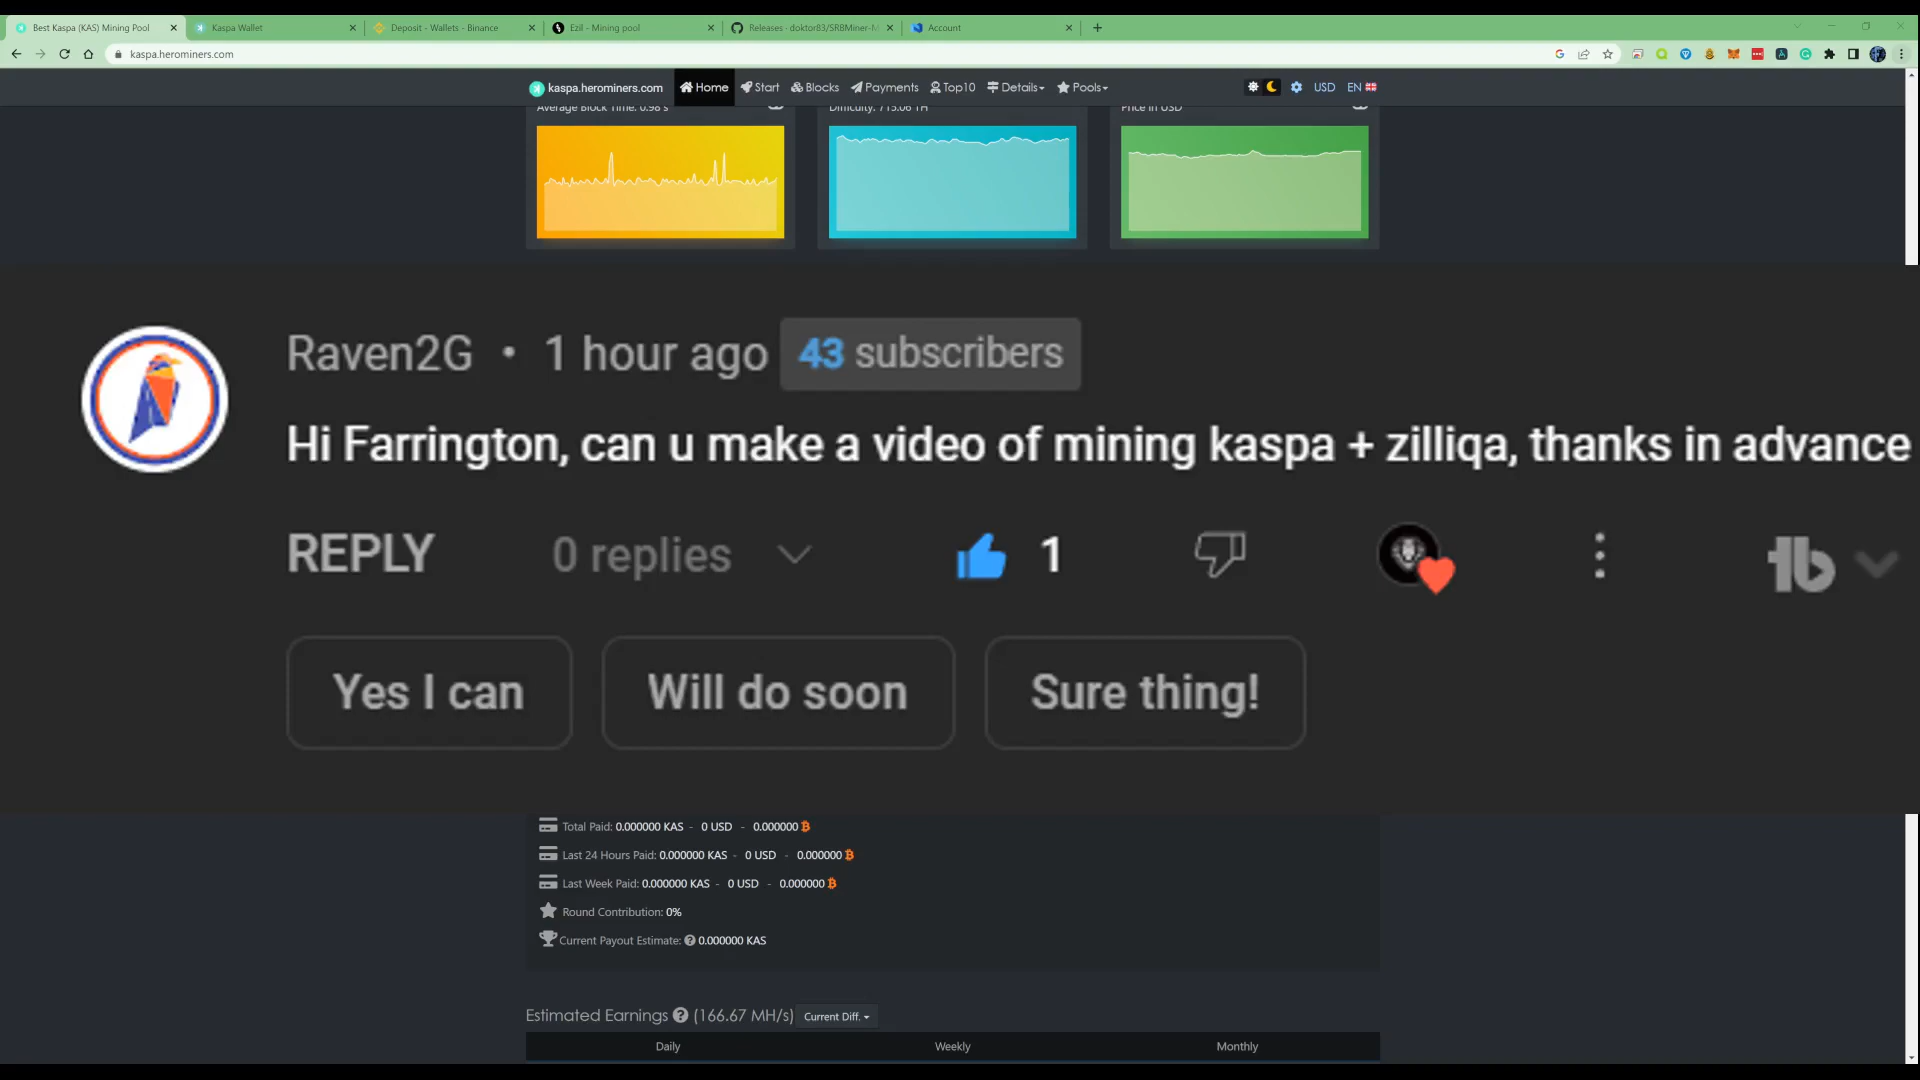 Best Kaspa (KAS) Mining Pool
Kaspa Wallet
Deposit - Wallets - Binance
Ezil - Mining pool
Releases · doktor83/SRBMiner-M
Account
kaspa.herominers.com
kaspa.herominers.com Home Start Blocks Payments Top10 Details Pools USD EN
Average Block Time: 0.98 s
Difficulty: 715.06 TH
Price in USD
Raven2G • 1 hour ago 43 subscribers
Hi Farrington, can u make a video of mining kaspa + zilliqa, thanks in advance
REPLY 0 replies 1
Yes I can Will do soon Sure thing!
Total Paid: 0.000000 KAS - 0 USD - 0.000000
Last 24 Hours Paid: 0.000000 KAS - 0 USD - 0.000000
Last Week Paid: 0.000000 KAS - 0 USD - 0.000000
Round Contribution: 0%
Current Payout Estimate: 0.000000 KAS
Estimated Earnings (166.67 MH/s) Current Diff.
Daily Weekly Monthly